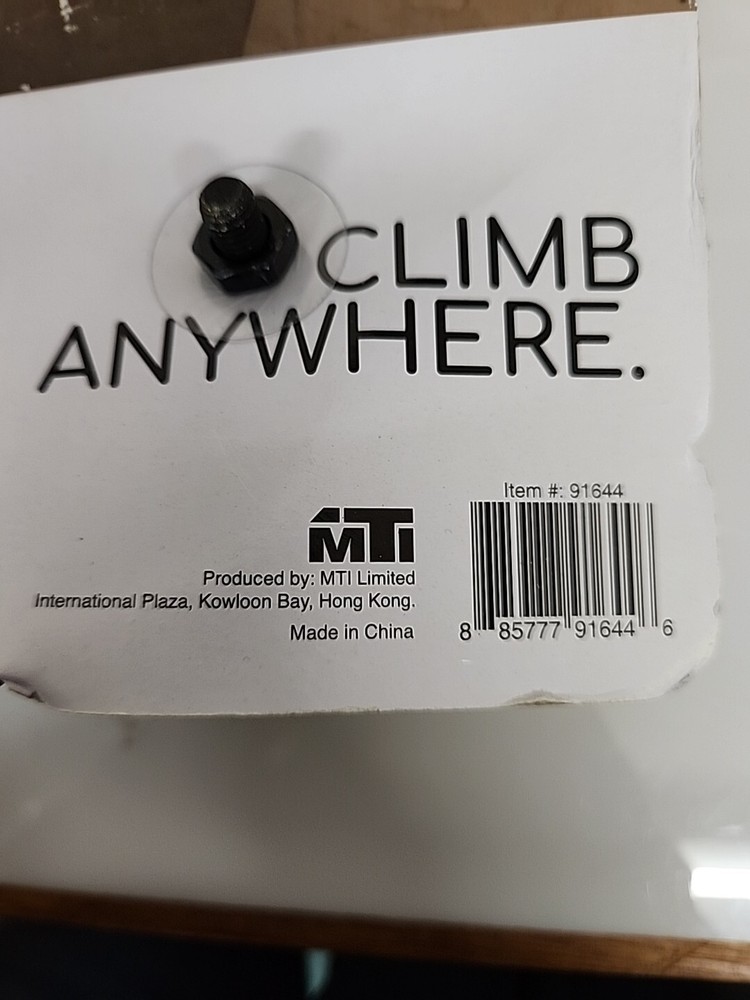 CLIMB
ANYWHERE.
Item #: 91644
MTI
Produced by: MTI Limited
International Plaza, Kowloon Bay, Hong Kong.
Made in China
8 85777 91644 6